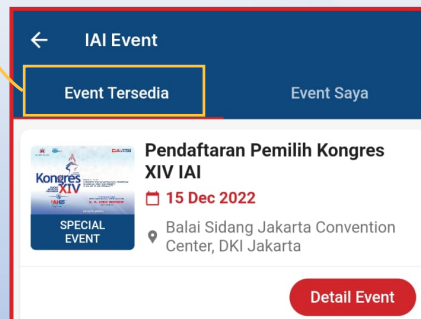 IAI Event
Event Tersedia
Event Saya
Pendaftaran Pemilih Kongres
XIV IAI
15 Dec 2022
Balai Sidang Jakarta Convention
Center, DKI Jakarta
Kongres
XIV
SPECIAL
EVENT
Detail Event